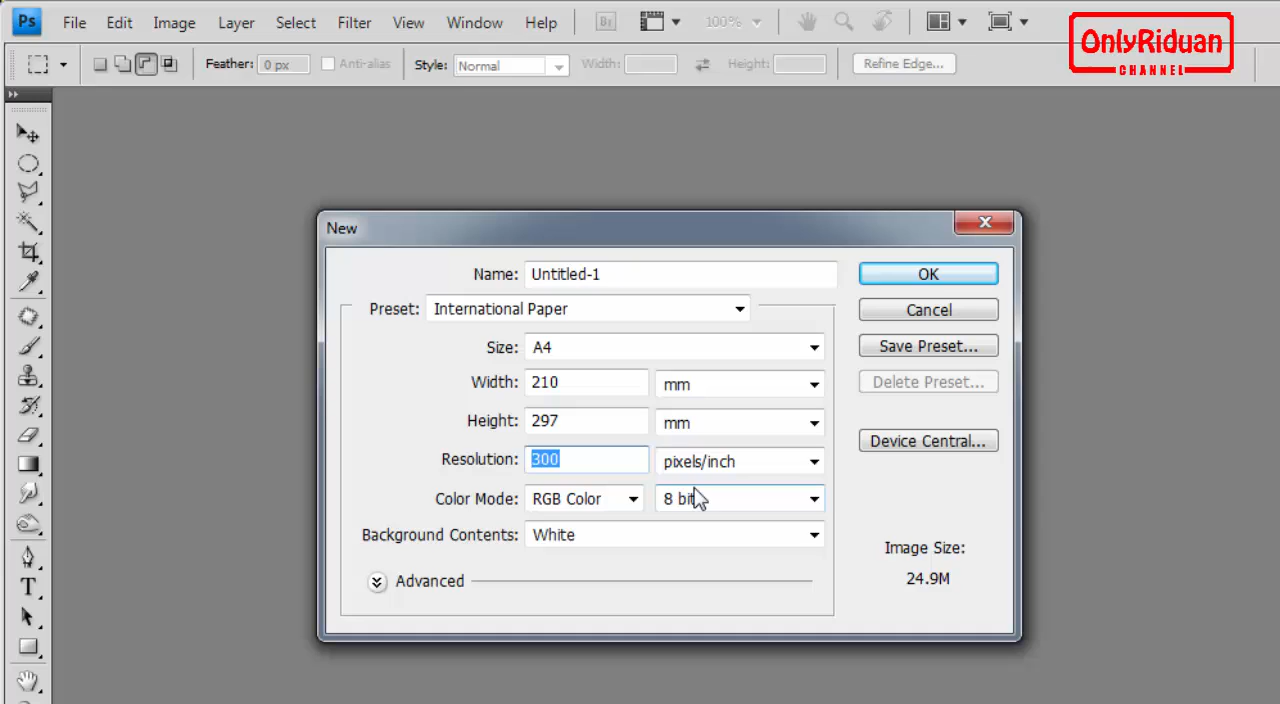 Ps File Edit Image Layer Select Filter View Window Help Br 100%
OnlyRiduan
CHANNEL
Feather: 0 px Anti-alias Style: Normal Width: Height: Refine Edge...
New
Name: Untitled-1 OK
Preset: International Paper Cancel
Size: A4 Save Preset...
Width: 210 mm Delete Preset...
Height: 297 mm Device Central...
Resolution: 300 pixels/inch
Color Mode: RGB Color 8 bit
Background Contents: White Image Size:
Advanced 24.9M
T